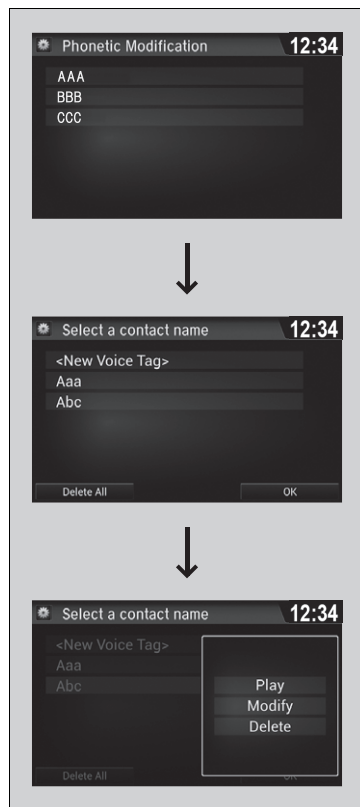 Phonetic Modification 12:34
AAA
BBB
CCC
Select a contact name 12:34
<New Voice Tag>
Aaa
Abc
Delete All OK
Select a contact name 12:34
<New Voice Tag>
Aaa
Abc
Play
Modify
Delete
Delete All OK